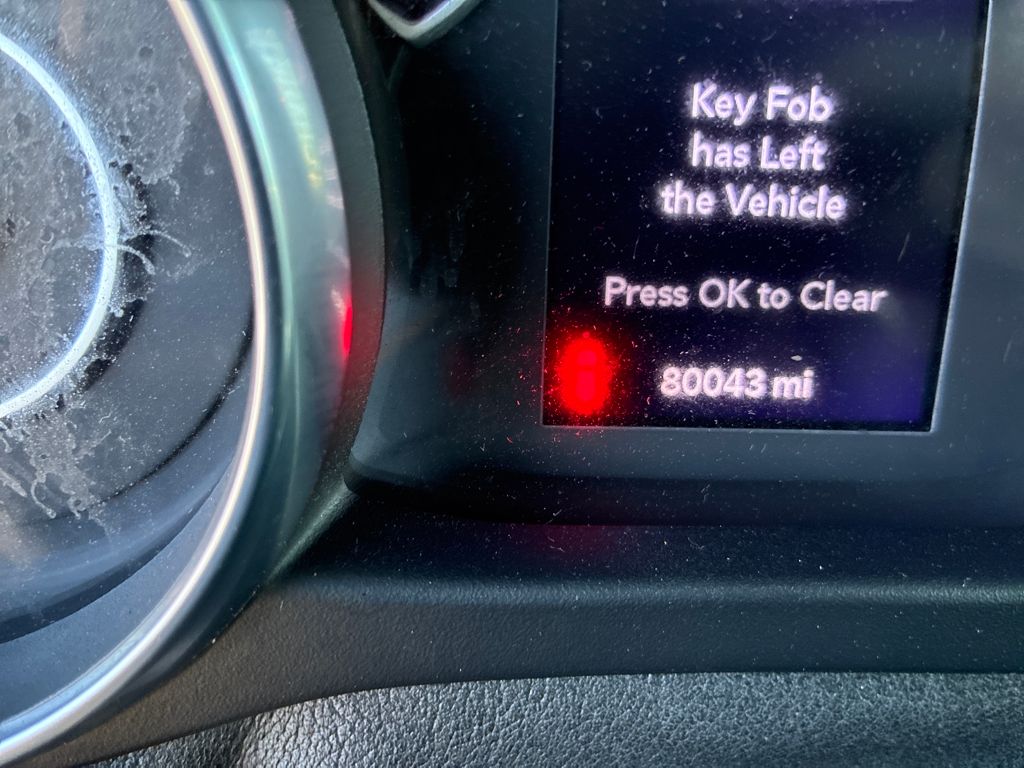 Key Fob
has Left
the Vehicle
Press OK to Clear
80043 mi